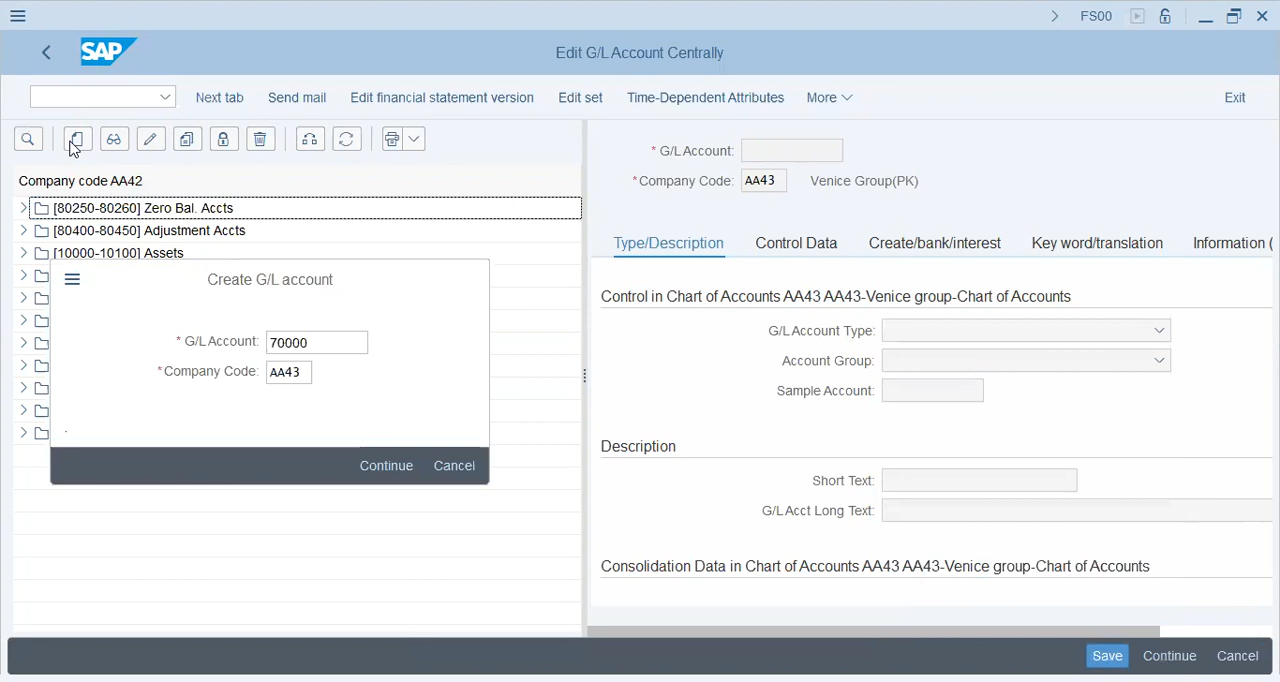 FS00
SAP
Edit G/L Account Centrally
Next tab
Send mail
Edit financial statement version
Edit set
Time-Dependent Attributes
More
Exit
Company code AA42
[80250-80260] Zero Bal. Accts
[80400-80450] Adjustment Accts
[10000-10100] Assets
Create G/L account
* G/L Account: 70000
*Company Code: AA43
Continue
Cancel
* G/L Account:
*Company Code: AA43 Venice Group(PK)
Type/Description
Control Data
Create/bank/interest
Key word/translation
Information (
Control in Chart of Accounts AA43 AA43-Venice group-Chart of Accounts
G/L Account Type:
Account Group:
Sample Account:
Description
Short Text:
G/L Acct Long Text:
Consolidation Data in Chart of Accounts AA43 AA43-Venice group-Chart of Accounts
Save
Continue
Cancel